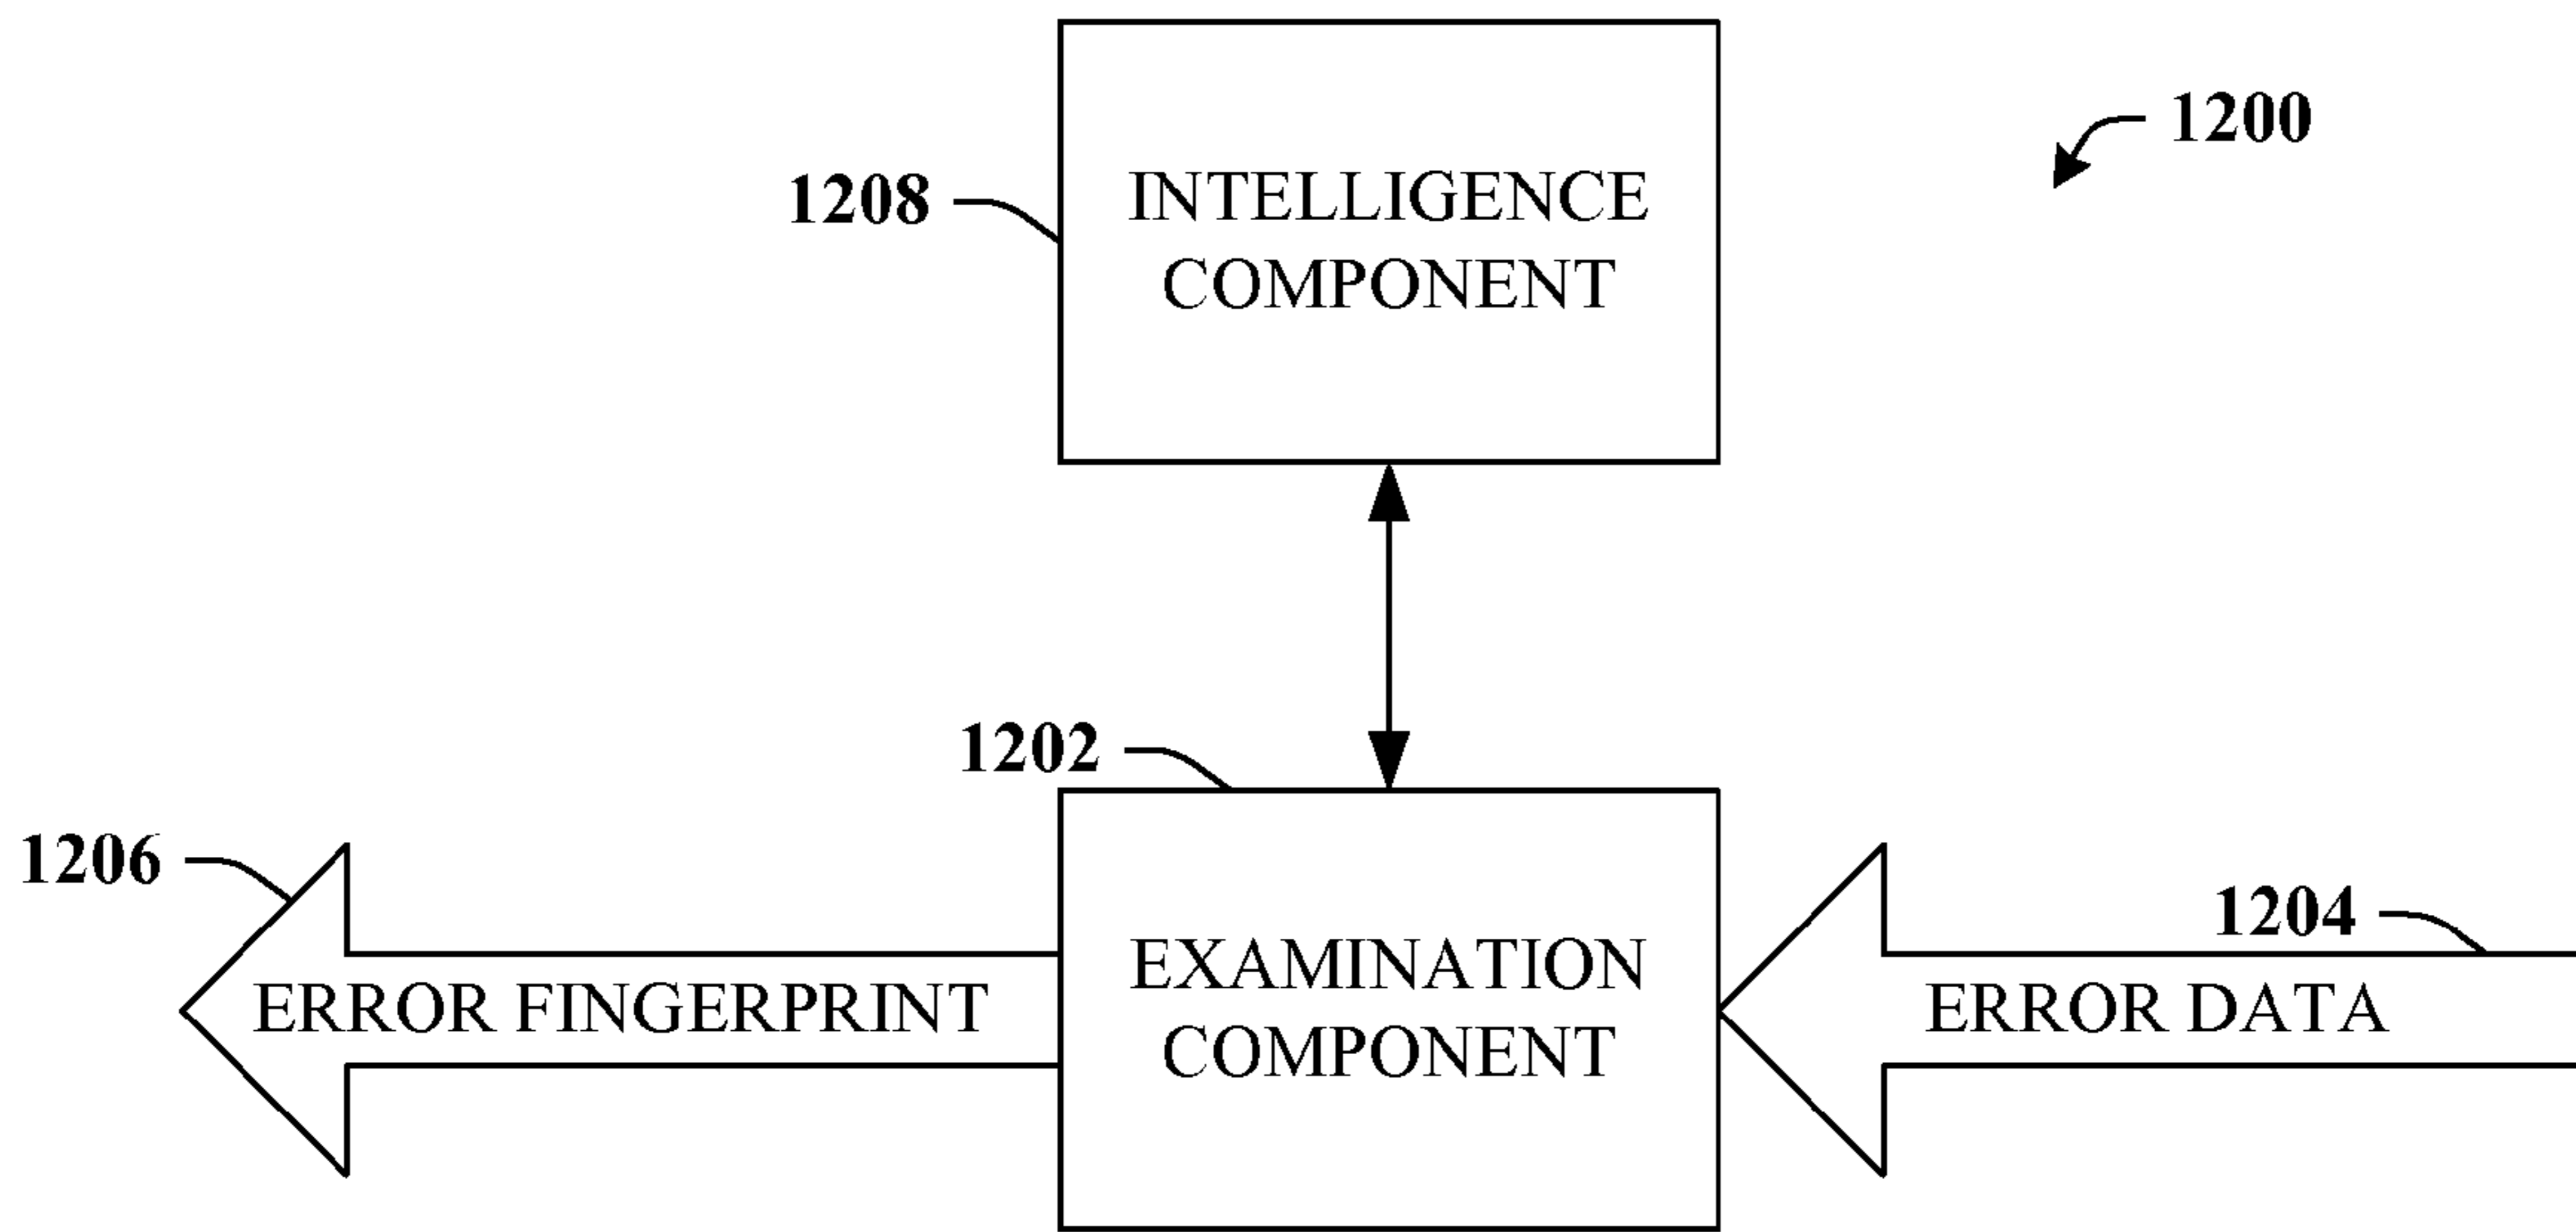 1200
1208
INTELLIGENCE
COMPONENT
1202
1206
1204
ERROR FINGERPRINT
EXAMINATION
COMPONENT
ERROR DATA